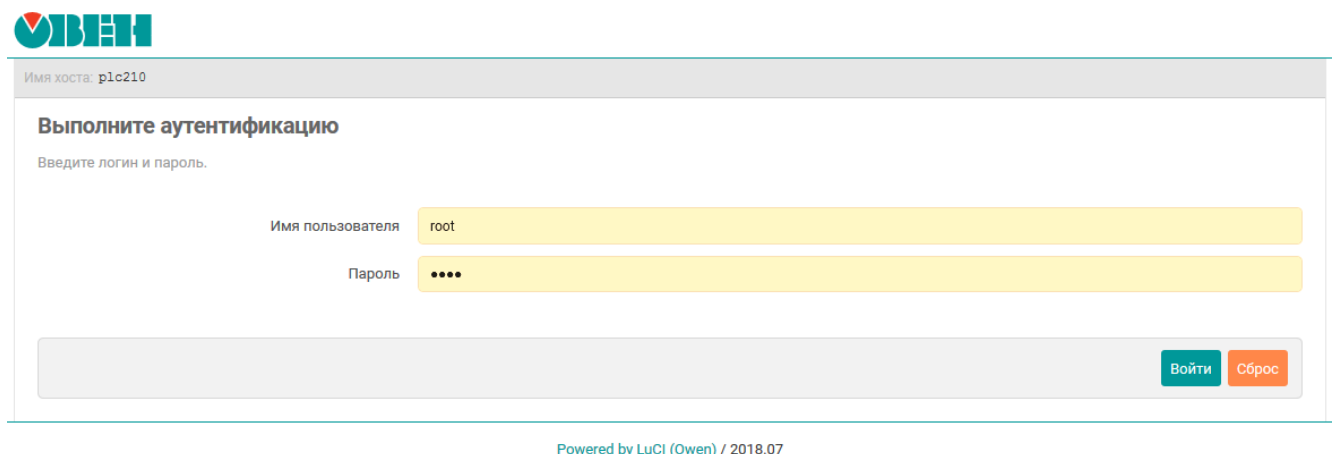 ОВЕН
Имя хоста: plc210
Выполните аутентификацию
Введите логин и пароль.
Имя пользователя root
Пароль ••••
Войти Сброс
Powered by LuCI (Owen) / 2018.07